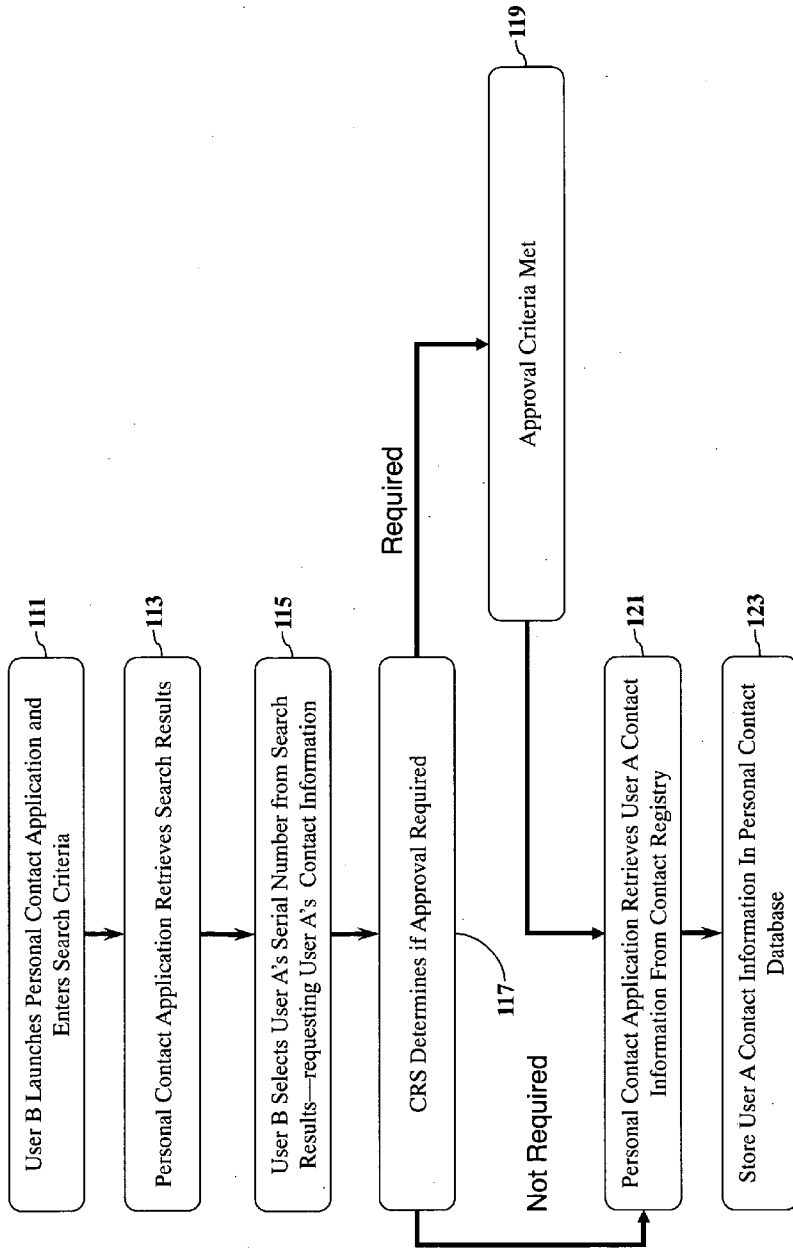 User B Launches Personal Contact Application and
Enters Search Criteria
111
Personal Contact Application Retrieves Search Results
113
User B Selects User A's Serial Number from Search
Results—requesting User A's Contact Information
115
CRS Determines if Approval Required
117
Required
Approval Criteria Met
119
Not Required
Personal Contact Application Retrieves User A Contact
Information From Contact Registry
121
Store User A Contact Information In Personal Contact
Database
123